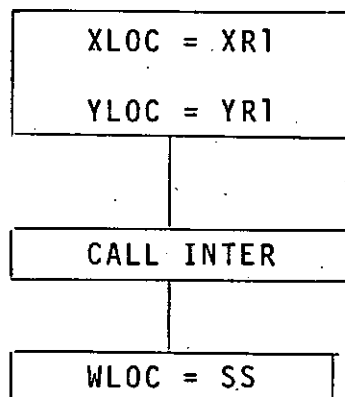 XLOC = XR1
YLOC = YR1
CALL INTER
WLOC = SS